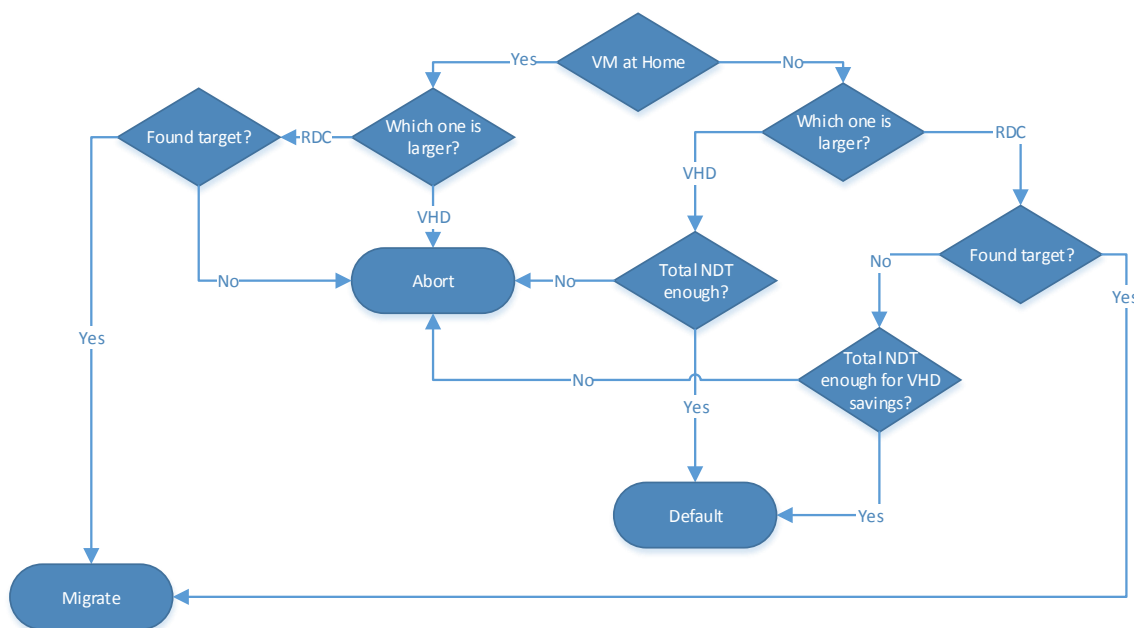 VM at Home
Yes
No
Found target?
RDC
Which one is
larger?
Which one is
larger?
RDC
VHD
VHD
Found target?
Abort
No
No
Total NDT
enough?
No
Yes
Yes
No
Total NDT
enough for VHD
savings?
Yes
Default
Yes
Migrate